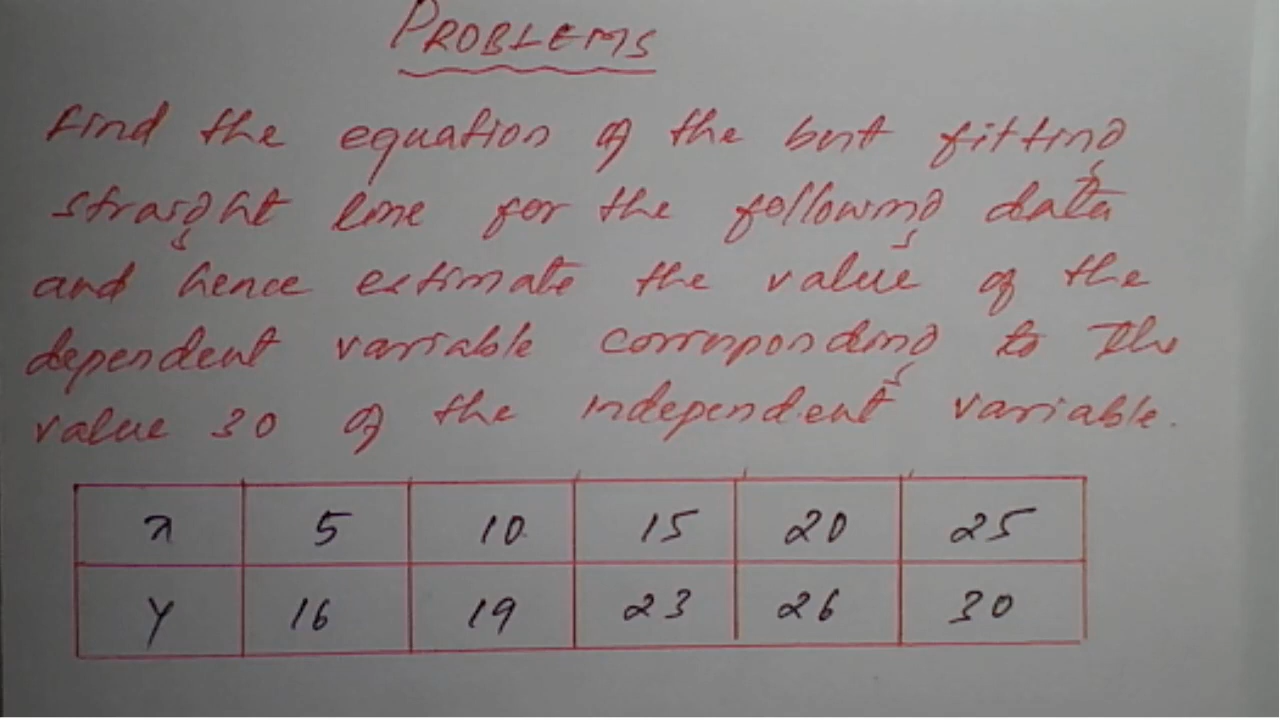 PROBLEMS
Find the equation of the best fitting
straight line for the following data
and hence estimate the value of the
dependent variable corresponding to the
value 30 of the independent variable.
x 5 10 15 20 25
y 16 19 23 26 30